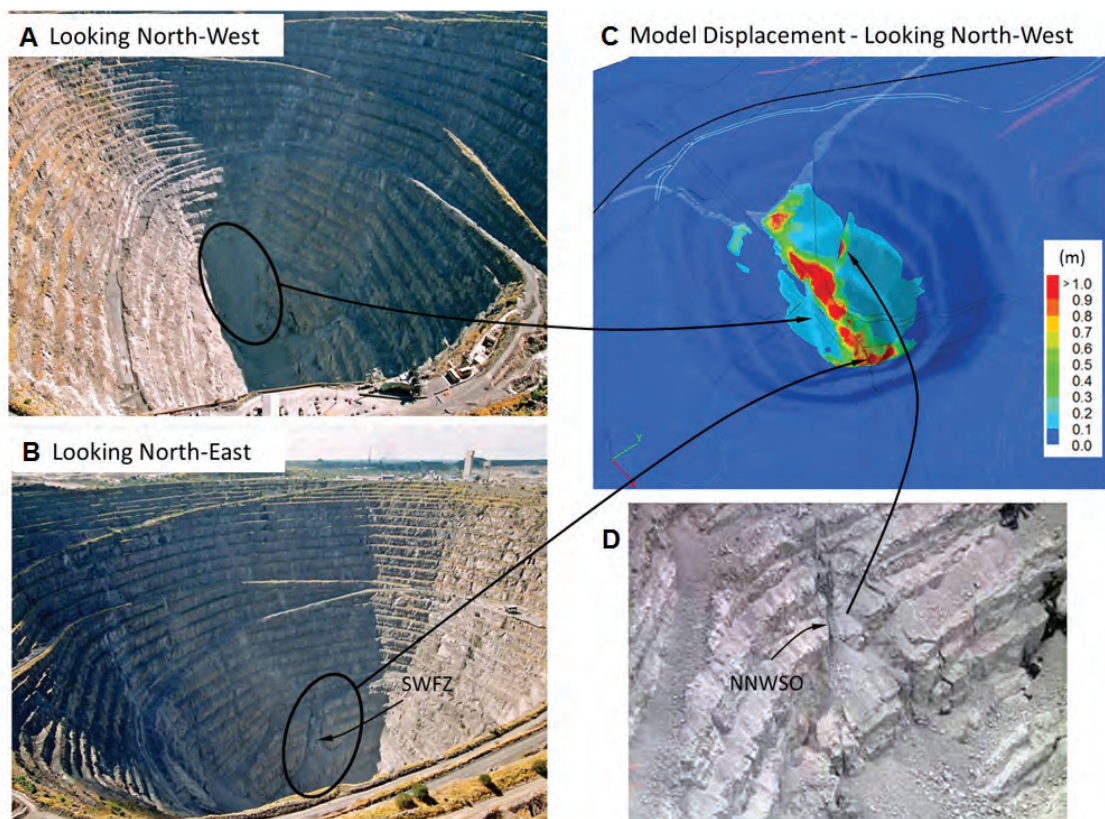 A Looking North-West
B Looking North-East
SWFZ
C Model Displacement - Looking North-West
(m)
> 1.0
0.9
0.8
0.7
0.6
0.5
0.4
0.3
0.2
0.1
0.0
Y
D
NNWSO